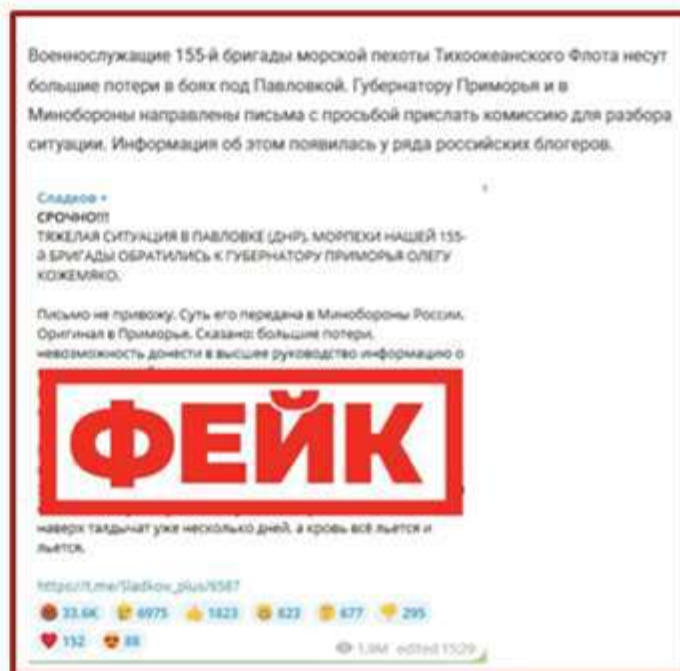 Военнослужащие 155-й бригады морской пехоты Тихоокеанского Флота несут
большие потери в боях под Павловкой. Губернатору Приморья и в
Минобороны направлены письма с просьбой прислать комиссию для разбора
ситуации. Информация об этом появилась у ряда российских блогеров.
Сладков +
СРОЧНО!!!
ТЯЖЕЛАЯ СИТУАЦИЯ В ПАВЛОВКЕ (ДНР). МОРПЕХИ НАШЕЙ 155-
Й БРИГАДЫ ОБРАТИЛИСЬ К ГУБЕРНАТОРУ ПРИМОРЬЯ ОЛЕГУ
КОЖЕМЯКО.
Письмо не привожу. Суть его передана в Минобороны России.
Оригинал в Приморье. Сказано: большие потери,
невозможность донести в высшее руководство информацию о
ФЕЙК
наверх талдычат уже несколько дней, а кровь всё льется и
льется.
https://t.me/Sladkov_plus/6587
33.6K 6975 1823 823 677 295
152 88
1.9M edited 15:29